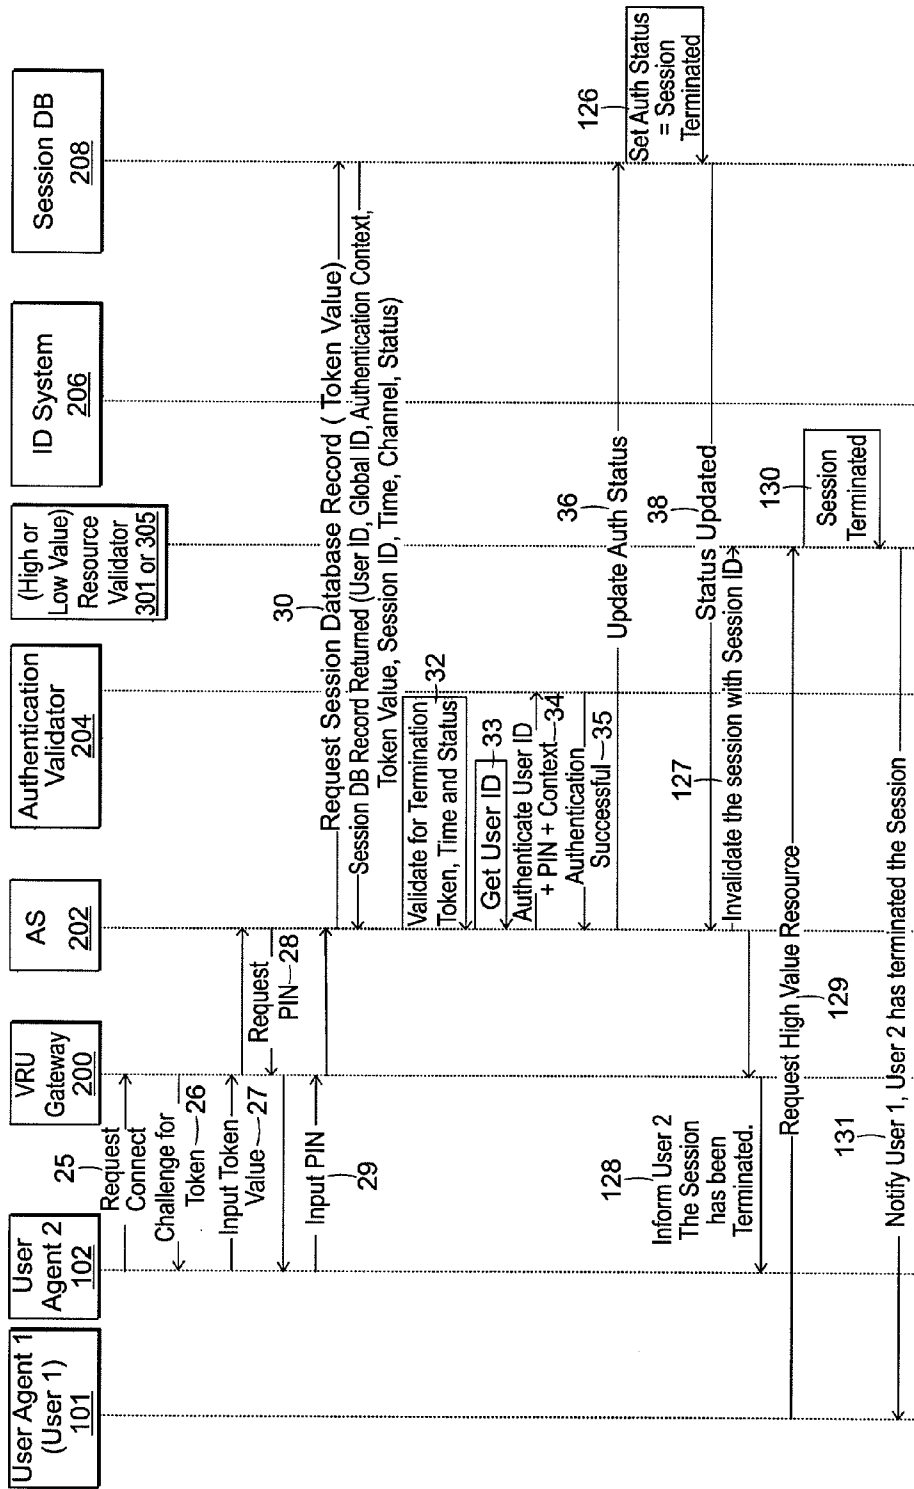 User Agent 1
(User 1)
101
User
Agent 2
102
VRU
Gateway
200
AS
202
Authentication
Validator
204
(High or
Low Value)
Resource
Validator
301 or 305
ID System
206
Session DB
208
25
Request
Connect
Challenge for
Token
26
Input Token
Value
27
Request
PIN
28
Input PIN
29
30
Request Session Database Record ( Token Value)
Session DB Record Returned (User ID, Global ID, Authentication Context,
Token Value, Session ID, Time, Channel, Status)
32
Validate for Termination
Token, Time and Status
Get User ID
33
Authenticate User ID
+ PIN + Context
34
Authentication
Successful
35
36
Update Auth Status
126
Set Auth Status
= Session
Terminated
38
Status Updated
127
Invalidate the session with Session ID
128
Inform User 2
The Session
has been
Terminated.
Request High Value Resource
129
130
Session
Terminated
131
Notify User 1, User 2 has terminated the Session